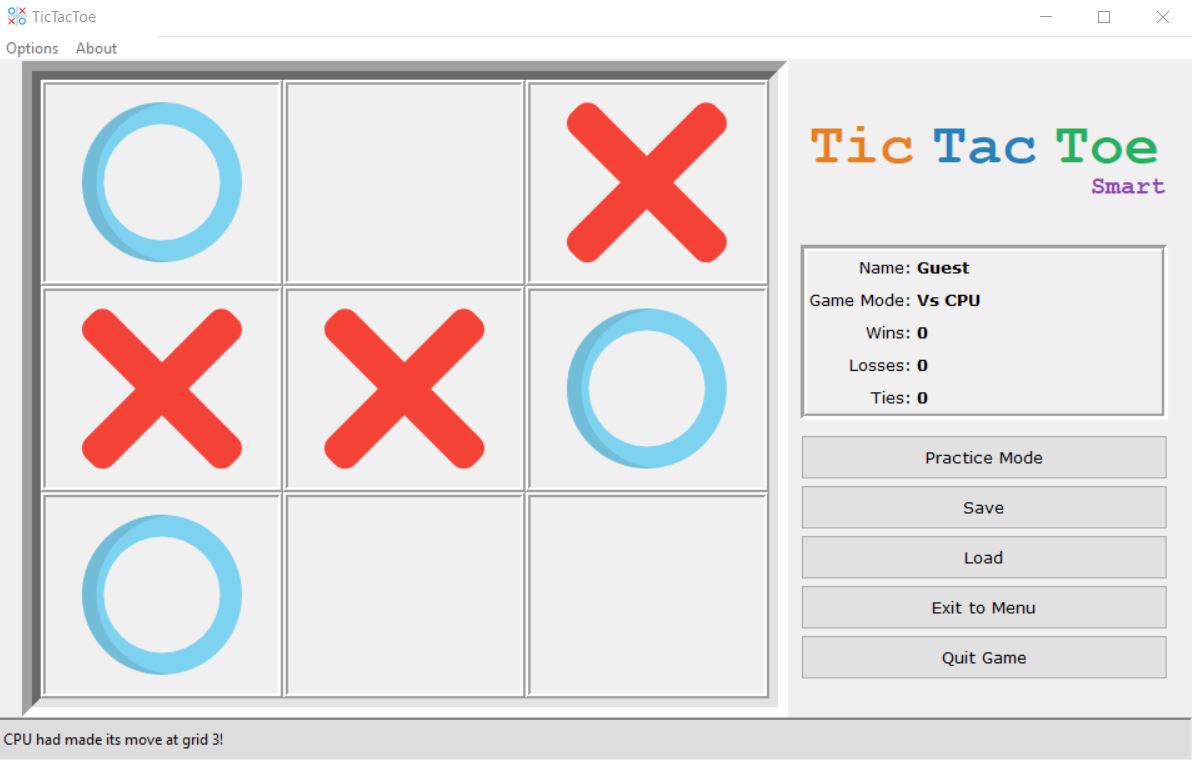 TicTacToe
Options About
Tic Tac Toe
Smart
Name: Guest
Game Mode: Vs CPU
Wins: 0
Losses: 0
Ties: 0
Practice Mode
Save
Load
Exit to Menu
Quit Game
CPU had made its move at grid 3!